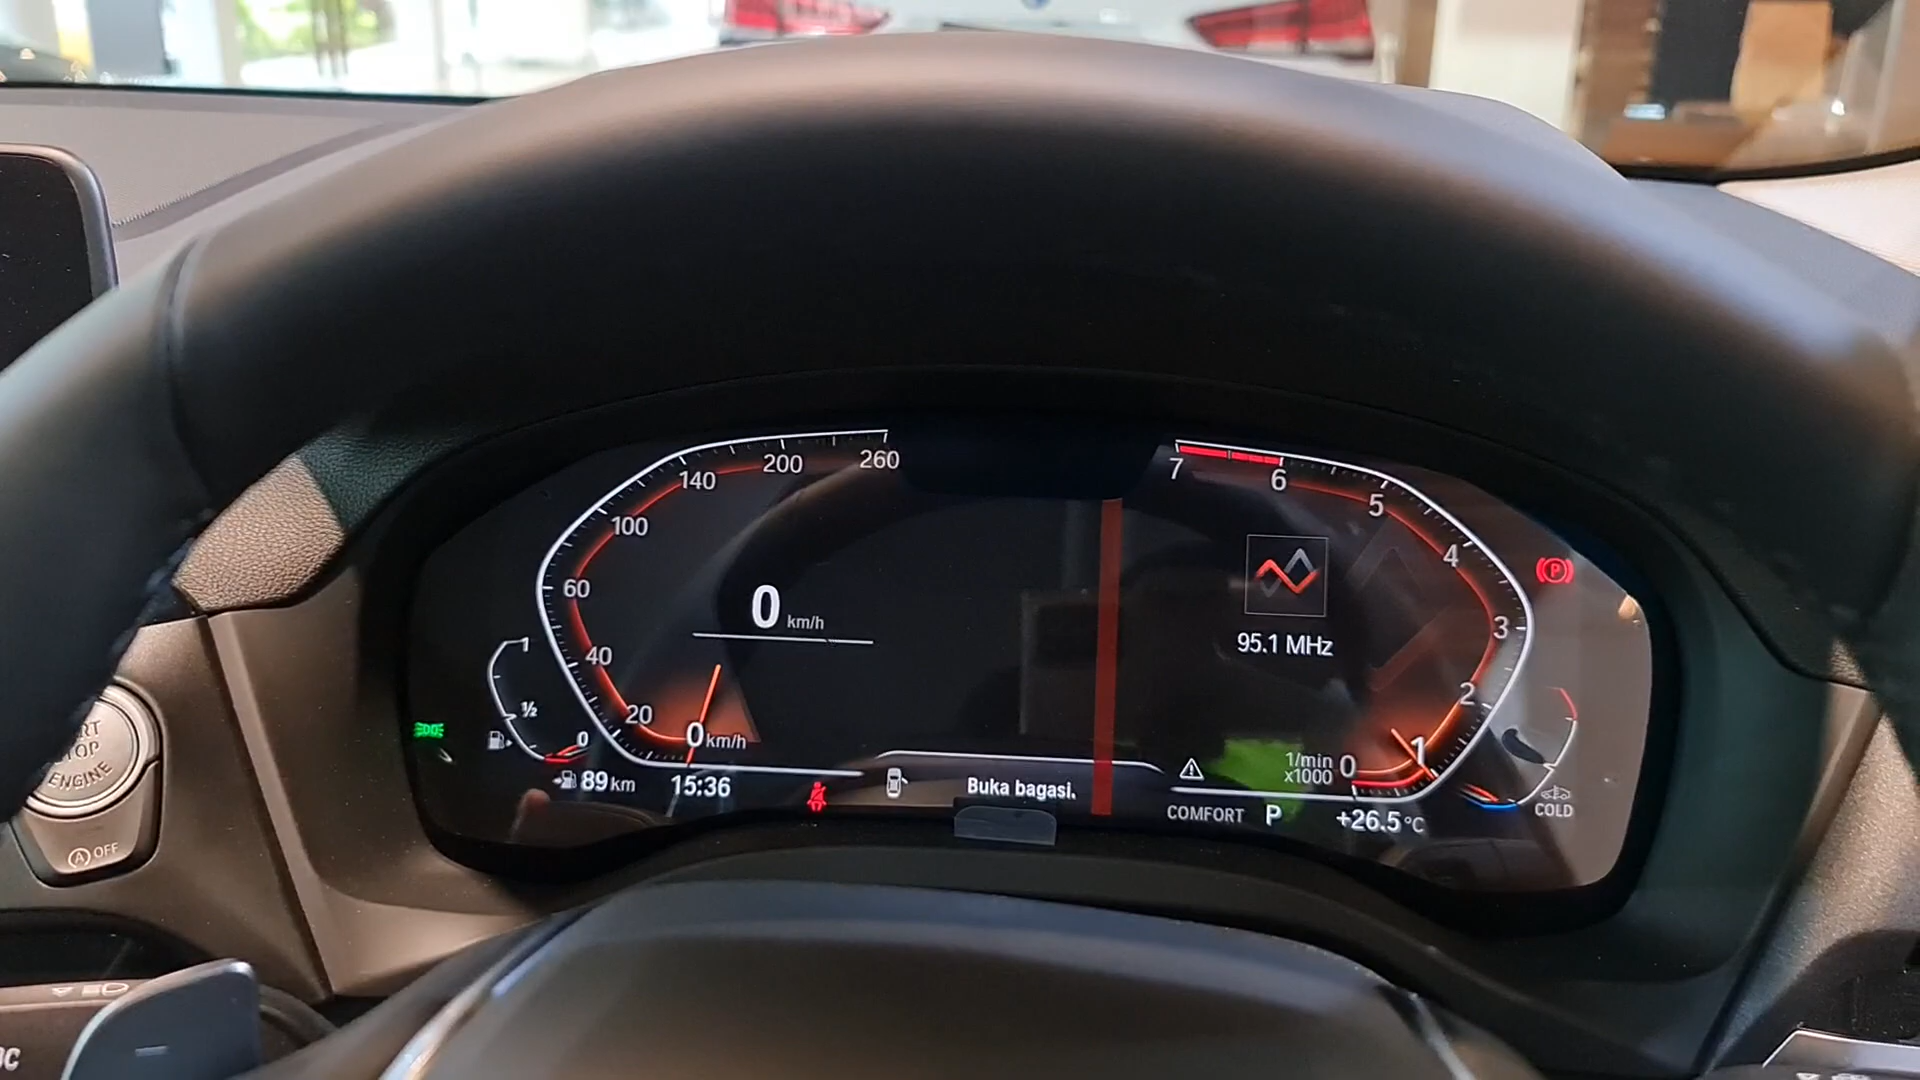 260
200
140
100
60
40
20
0 km/h
0 km/h
1
½
0
89 km
15:36
Buka bagasi.
7
6
5
4
3
2
1
0
1/min
x1000
95.1 MHz
P
COMFORT P
+26.5 °C
COLD
STOP
ENGINE
A OFF